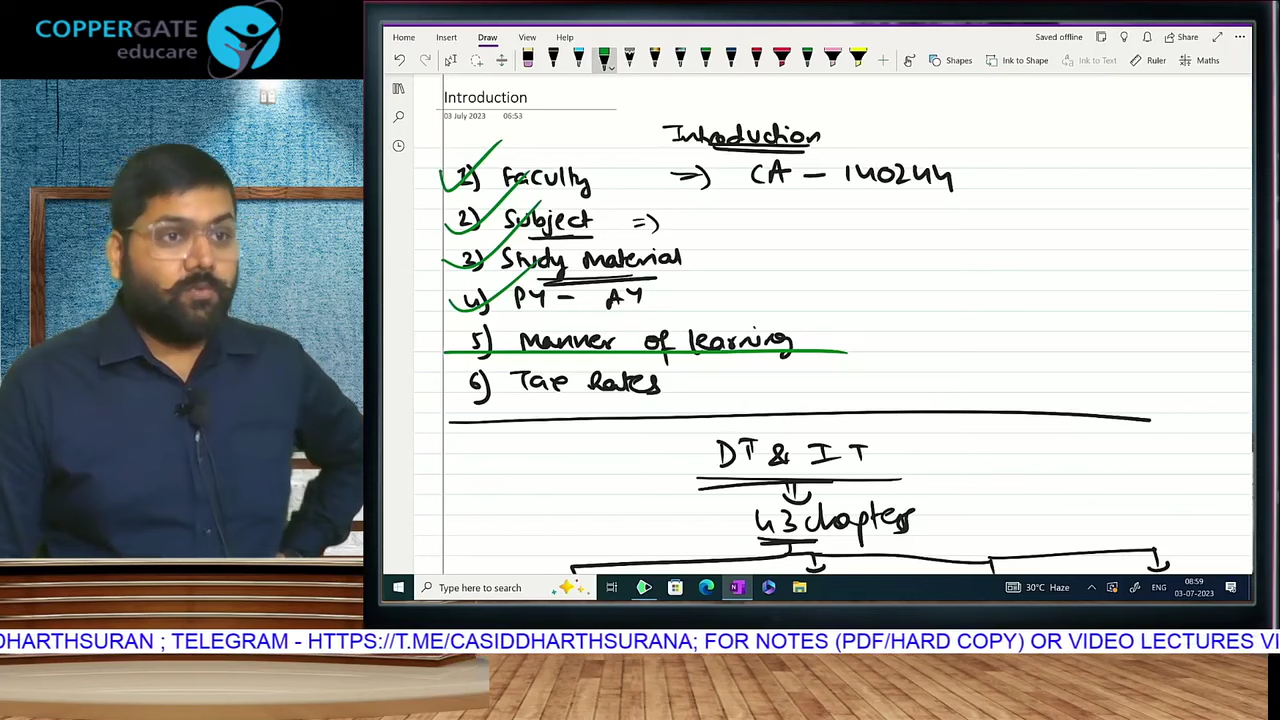 COPPERGATE
educare
Home Insert Draw View Help
Saved offline
Share
Shapes Ink to Shape Ink to Text Ruler Maths
Introduction
03 July 2023 06:53
Introduction
1) Faculty => CA - 140244
2) Subject =>
3) Study Material
4) PY - AY
5) Manner of learning
6) Tax Rates
DT & IT
43 chapters
Type here to search
30°C Haze
ENG
08:59
03-07-2023
DHARTHSURAN ; TELEGRAM - HTTPS://T.ME/CASIDDHARTHSURANA; FOR NOTES (PDF/HARD COPY) OR VIDEO LECTURES VI